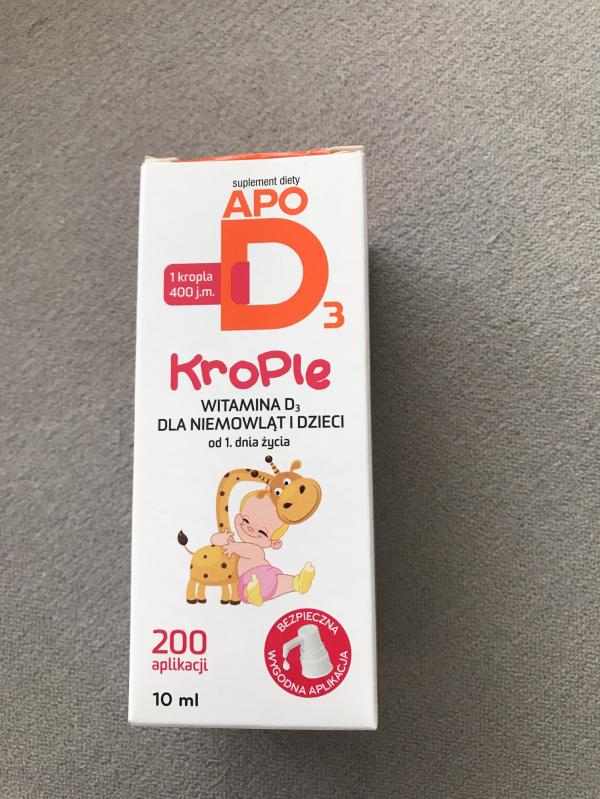 suplement diety
APO
D3
1 kropla
400 j.m.
KroPle
WITAMINA D3
DLA NIEMOWLĄT I DZIECI
od 1. dnia życia
200
aplikacji
10 ml
BEZPIECZNA
WYGODNA APLIKACJA